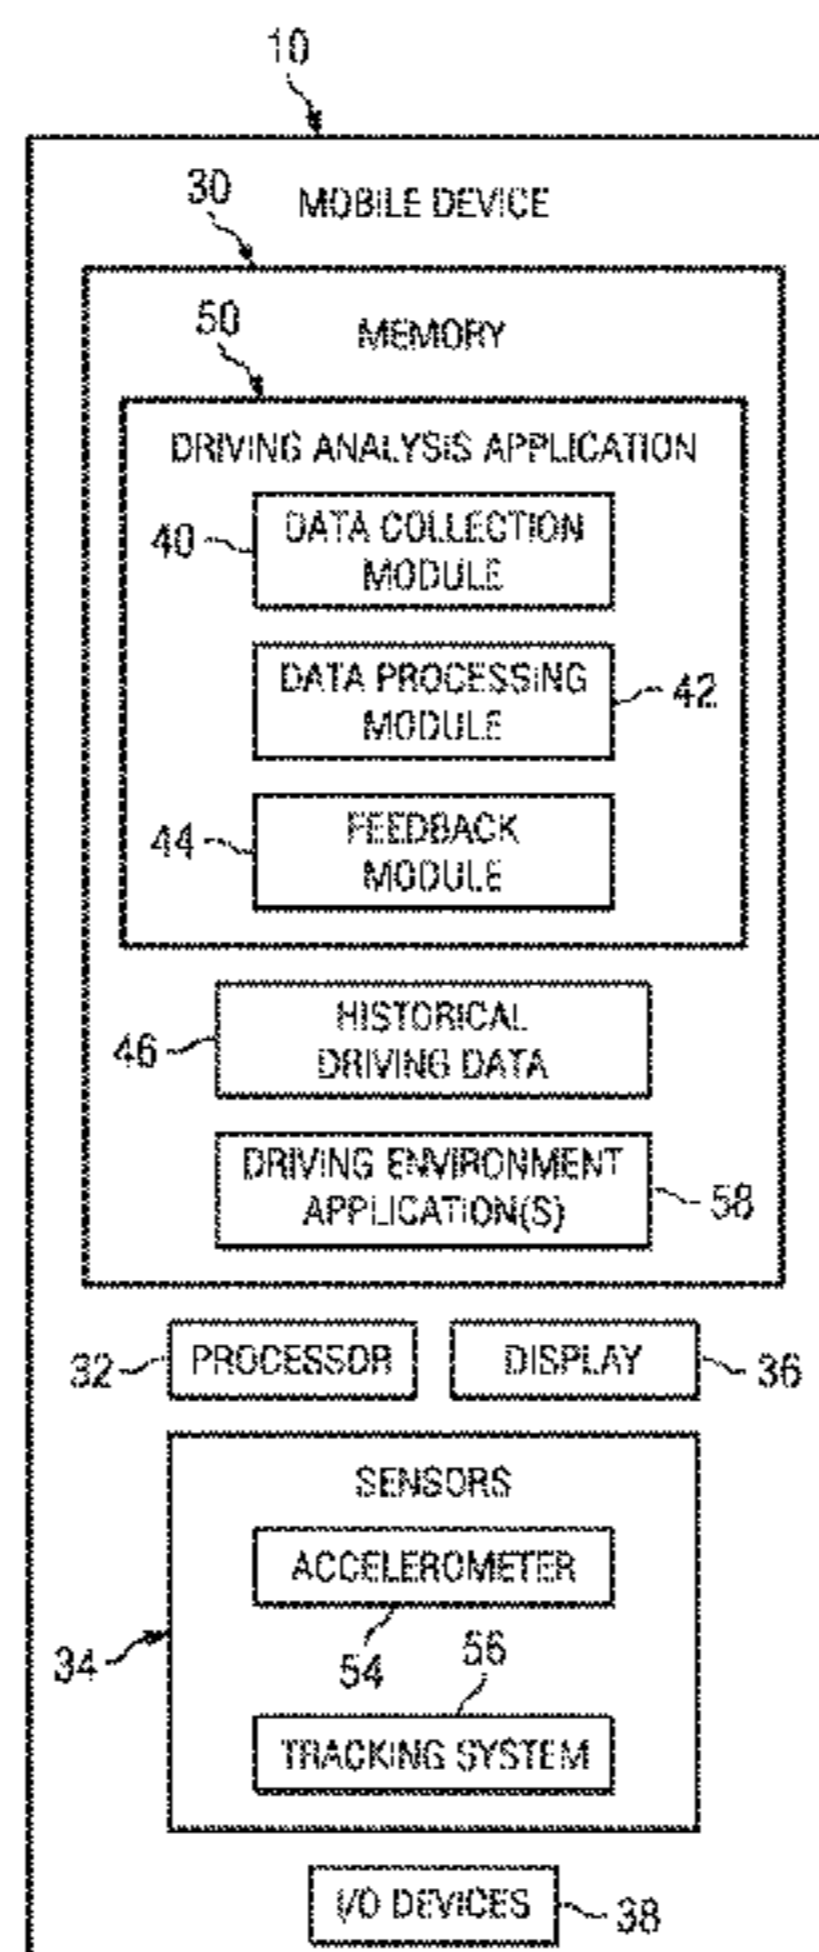 10
30
MOBILE DEVICE
50
MEMORY
DRIVING ANALYSIS APPLICATION
40
DATA COLLECTION
MODULE
DATA PROCESSING
MODULE
42
44
FEEDBACK
MODULE
46
HISTORICAL
DRIVING DATA
DRIVING ENVIRONMENT
APPLICATION(S)
58
32
PROCESSOR
DISPLAY
36
SENSORS
ACCELEROMETER
34
54
56
TRACKING SYSTEM
I/O DEVICES
38